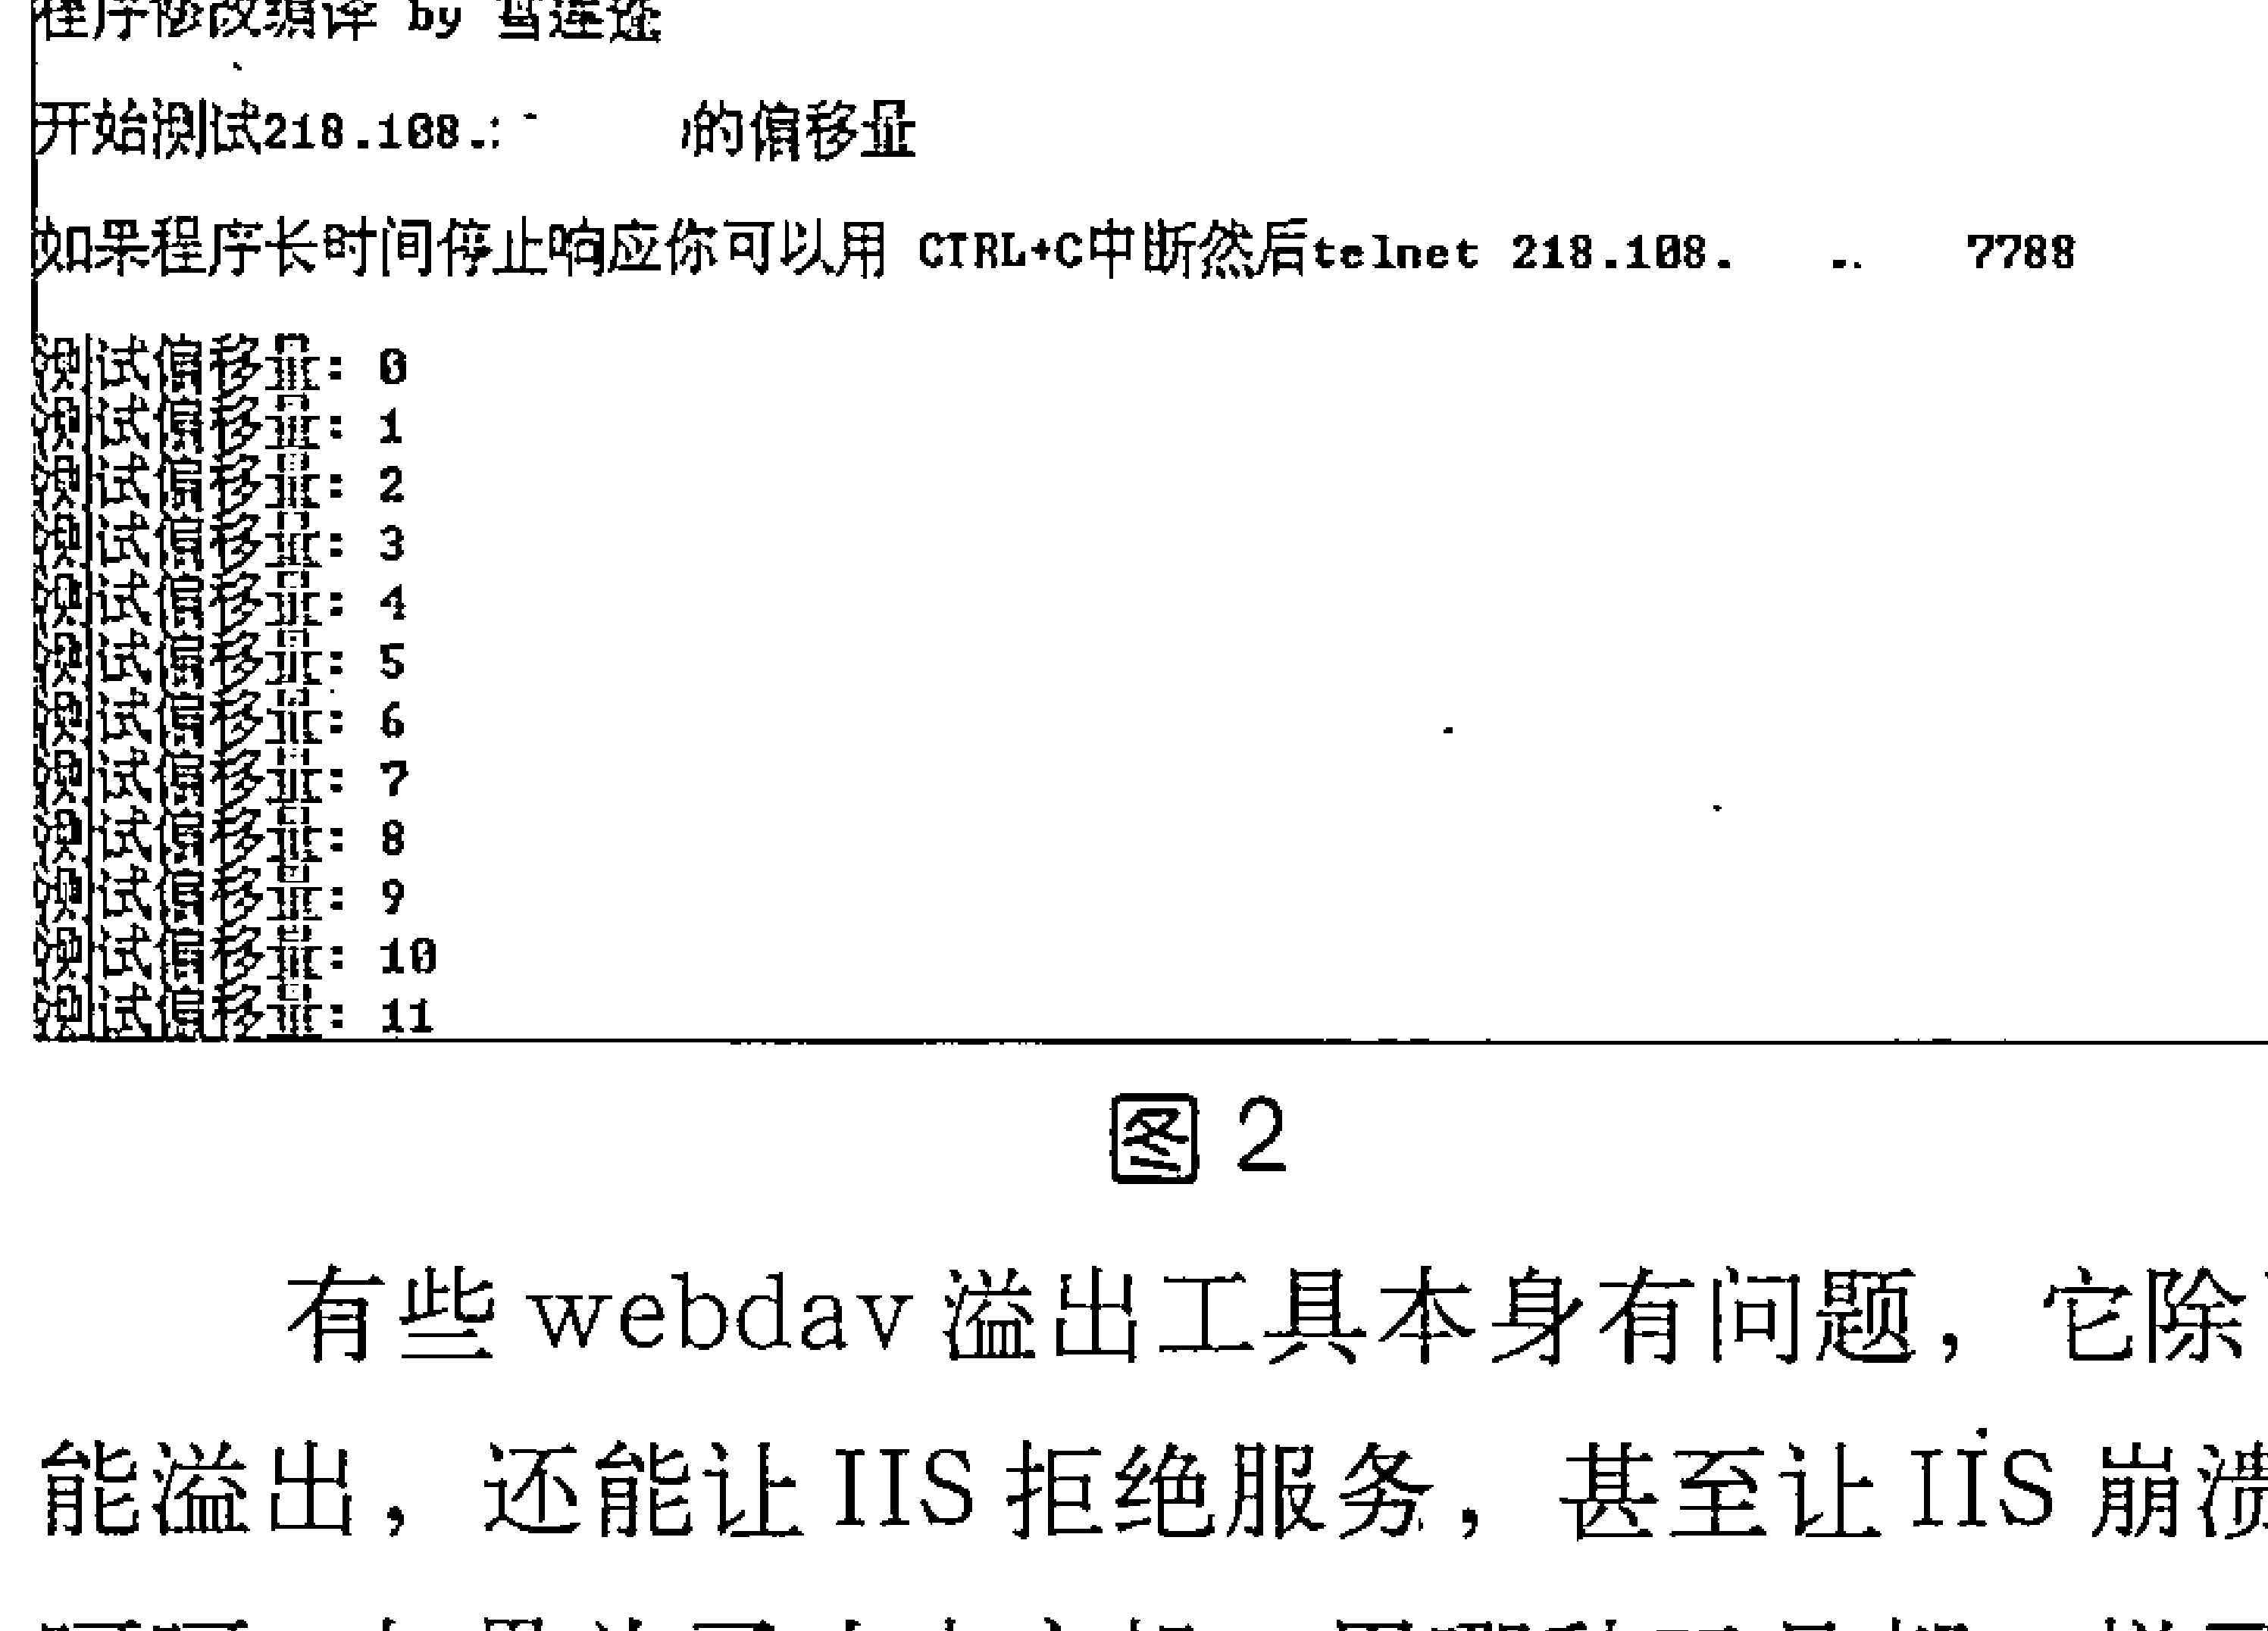 程序修改编译 by
开始测试218.108. 的偏移量
如果程序长时间停止响应你可以用 CTRL+C中断然后telnet 218.108. 7788
测试偏移量: 0
测试偏移量: 1
测试偏移量: 2
测试偏移量: 3
测试偏移量: 4
测试偏移量: 5
测试偏移量: 6
测试偏移量: 7
测试偏移量: 8
测试偏移量: 9
测试偏移量: 10
测试偏移量: 11
图 2
有些 webdav 溢出工具本身有问题，它除
能溢出，还能让 IIS 拒绝服务，甚至让 IIS 崩溃